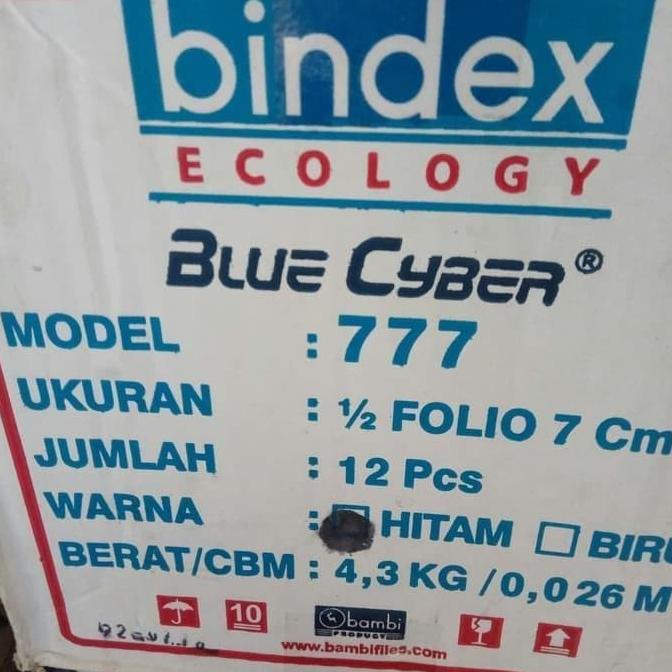 bindex
ECOLOGY
BLUE CYBER®
MODEL : 777
UKURAN : ½ FOLIO 7 Cm
JUMLAH : 12 Pcs
WARNA : HITAM BIRU
BERAT/CBM : 4,3 KG / 0,026 M
10
bambi
PRODUCT
www.bambifiles.com